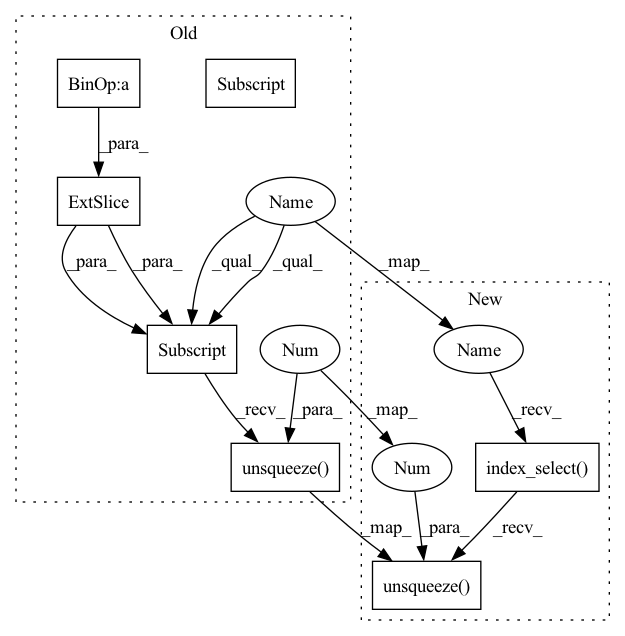 Old
BinOp:a
Subscript
_para_
ExtSlice
Name
_para_
_para_
_qual_
_qual_
_map_
New
Subscript
Num
Name
_recv_
_para_
_map_
_recv_
unsqueeze()
Num
index_select()
_map_
_para_
_recv_
unsqueeze()